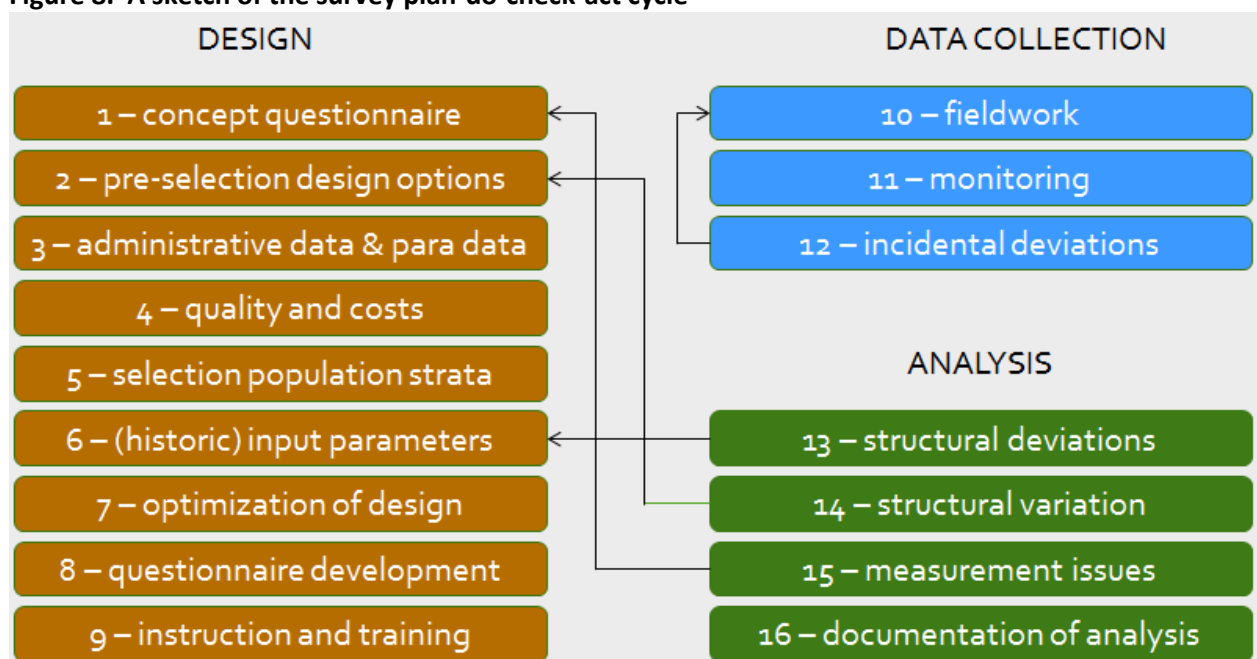 Figure 8: A sketch of the survey plan-do-check-act cycle
DESIGN
1 – concept questionnaire
2 – pre-selection design options
3 – administrative data & para data
4 – quality and costs
5 – selection population strata
6 – (historic) input parameters
7 – optimization of design
8 – questionnaire development
9 – instruction and training
DATA COLLECTION
10 – fieldwork
11 – monitoring
12 – incidental deviations
ANALYSIS
13 – structural deviations
14 – structural variation
15 – measurement issues
16 – documentation of analysis